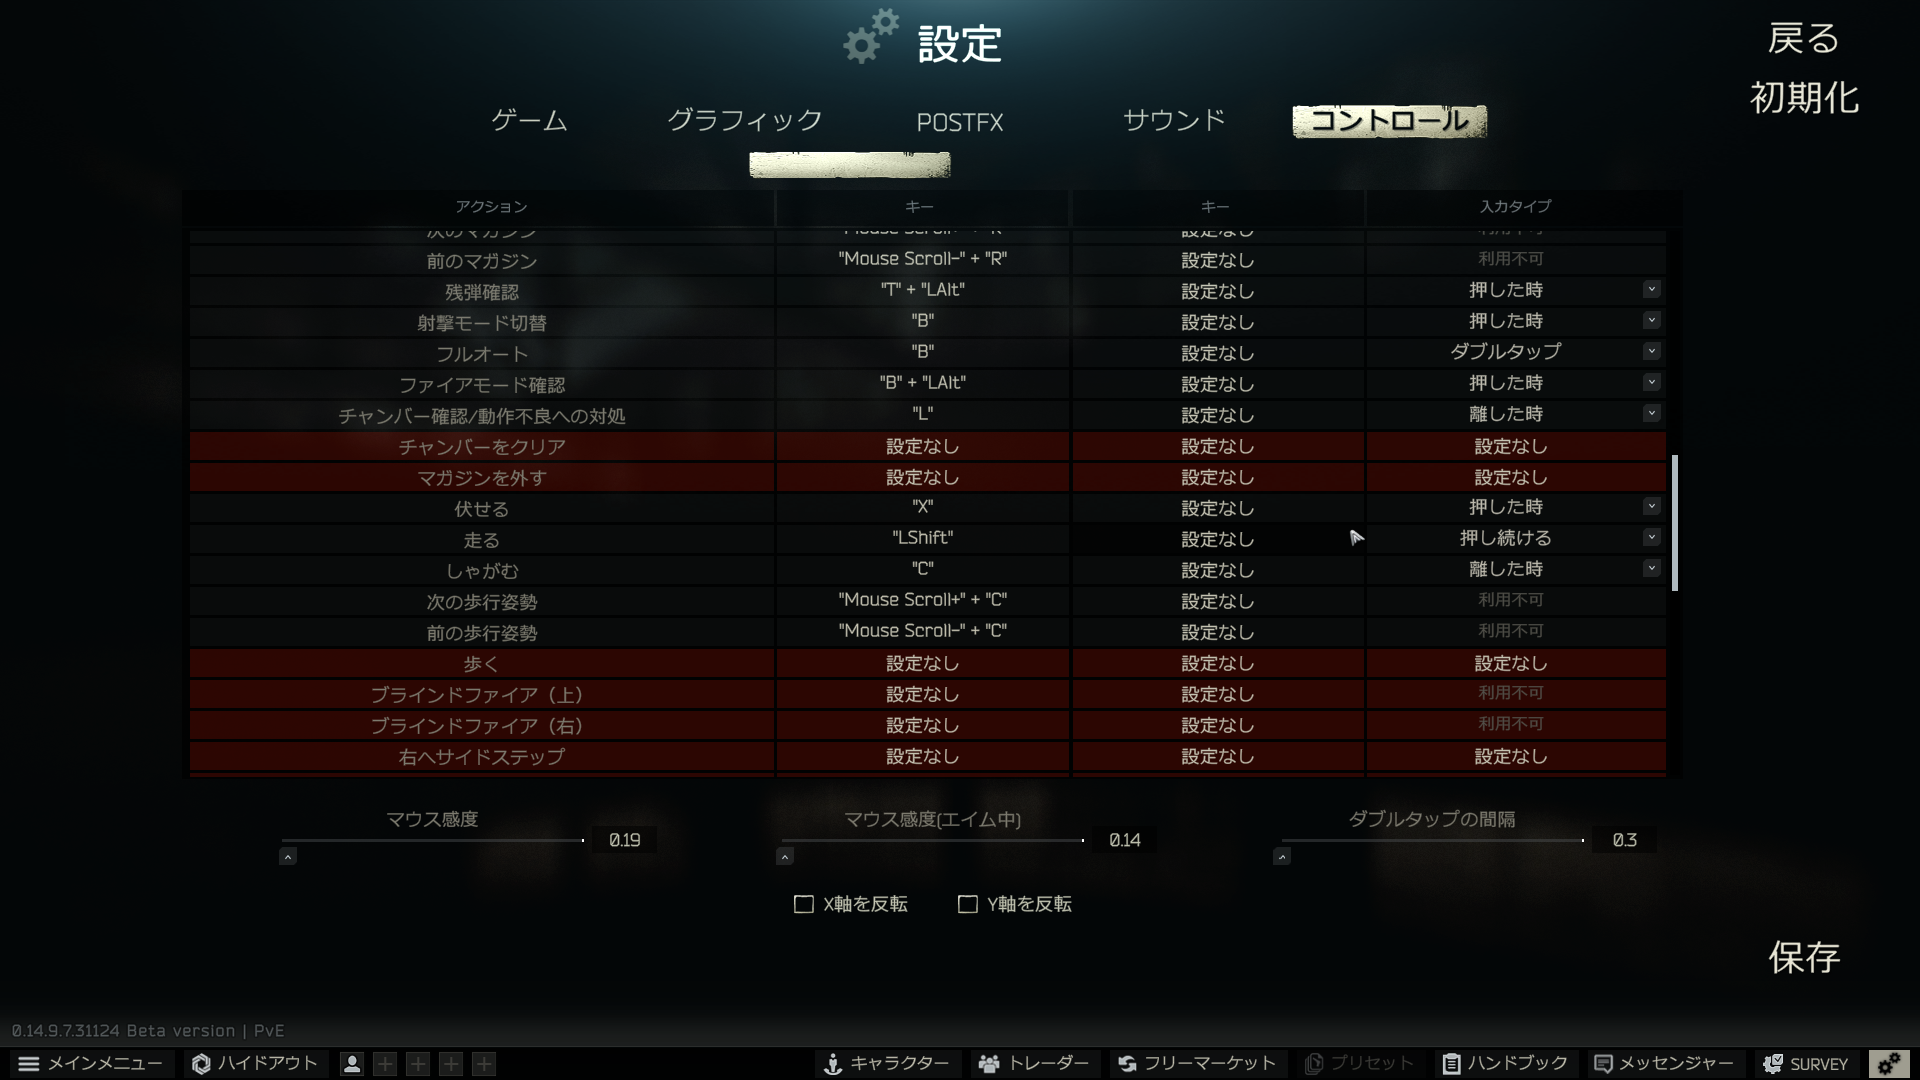 設定
戻る
初期化
ゲーム グラフィック POSTFX サウンド コントロール
アクション キー キー 入力タイプ
次のマガジン 設定なし 利用不可
前のマガジン "Mouse Scroll-" + "R" 設定なし 利用不可
残弾確認 "T" + "LAlt" 設定なし 押した時
射撃モード切替 "B" 設定なし 押した時
フルオート "B" 設定なし ダブルタップ
ファイアモード確認 "B" + "LAlt" 設定なし 押した時
チャンバー確認/動作不良への対処 "L" 設定なし 離した時
チャンバーをクリア 設定なし 設定なし 設定なし
マガジンを外す 設定なし 設定なし 設定なし
伏せる "X" 設定なし 押した時
走る "LShift" 設定なし 押し続ける
しゃがむ "C" 設定なし 離した時
次の歩行姿勢 "Mouse Scroll+" + "C" 設定なし 利用不可
前の歩行姿勢 "Mouse Scroll-" + "C" 設定なし 利用不可
歩く 設定なし 設定なし 設定なし
ブラインドファイア（上） 設定なし 設定なし 利用不可
ブラインドファイア（右） 設定なし 設定なし 利用不可
右へサイドステップ 設定なし 設定なし 設定なし
マウス感度 0.19
マウス感度(エイム中) 0.14
ダブルタップの間隔 0.3
X軸を反転 Y軸を反転
保存
0.14.9.7.31124 Beta version | PvE
メインメニュー ハイドアウト キャラクター トレーダー フリーマーケット プリセット ハンドブック メッセンジャー SURVEY